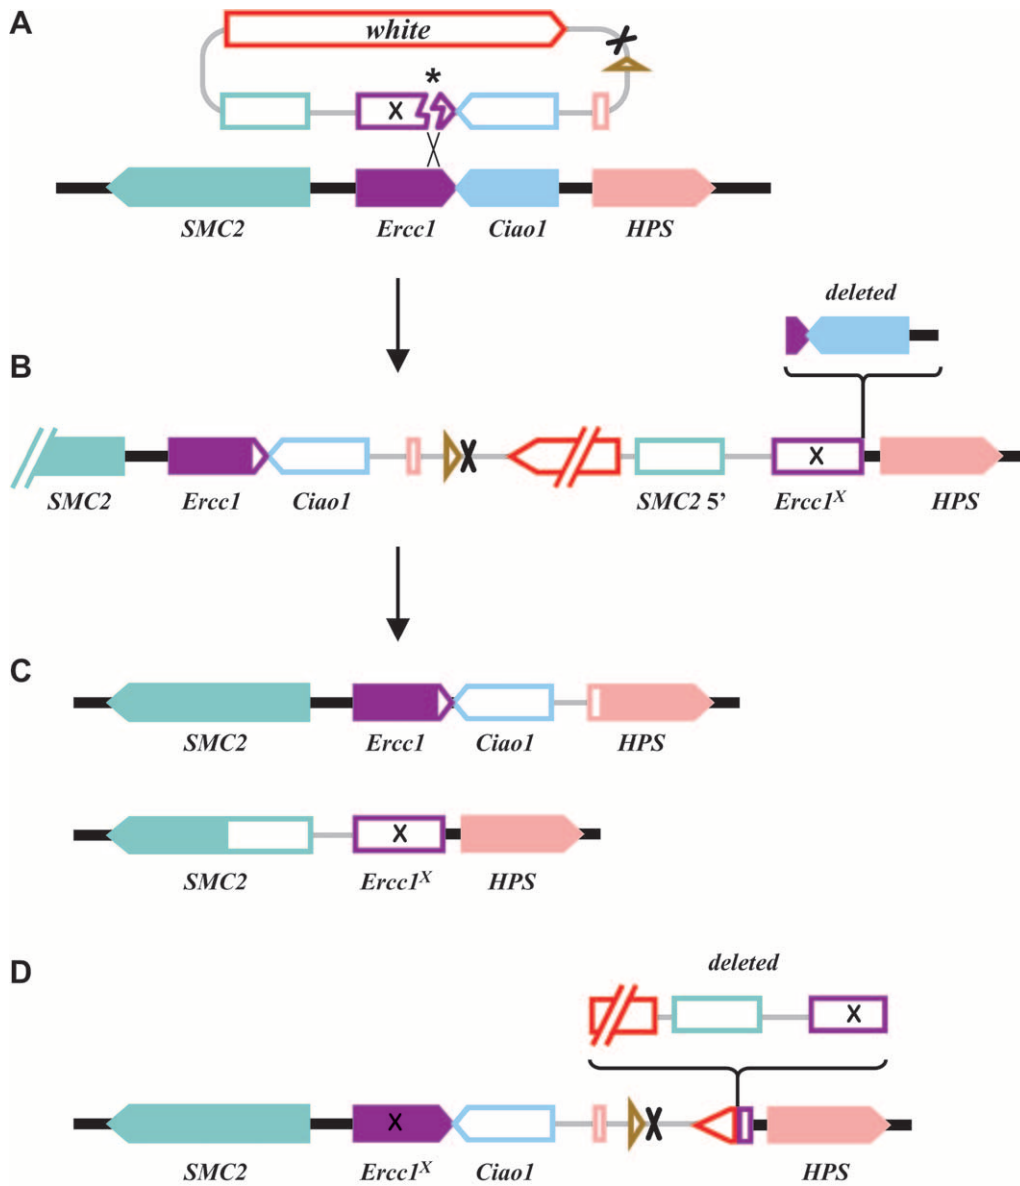 A
white
*
X
SMC2 Ercc1 Ciao1 HPS
deleted
B
X
SMC2 Ercc1 Ciao1 SMC2 5’ Ercc1X HPS
C
SMC2 Ercc1 Ciao1 HPS
X
SMC2 Ercc1X HPS
D
deleted
X
X
SMC2 Ercc1X Ciao1 HPS